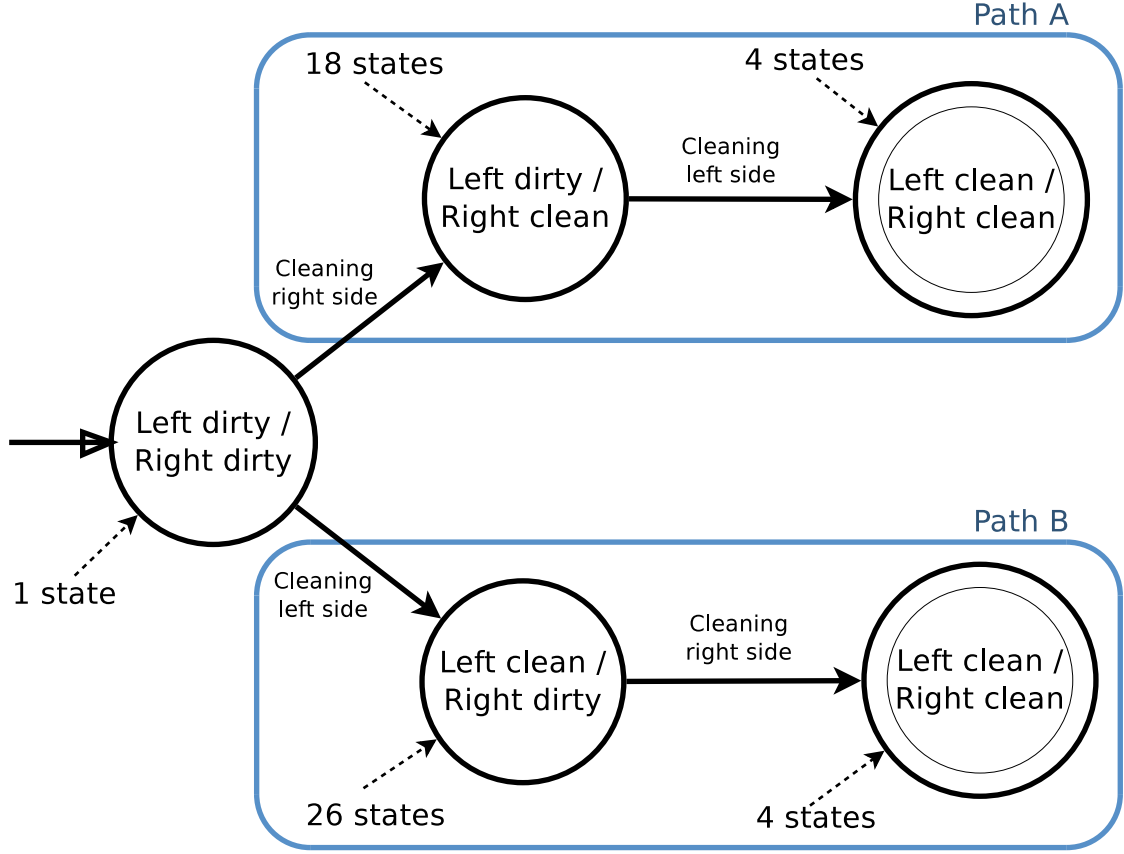 Path A
18 states
4 states
Left dirty /
Right clean
Cleaning
left side
Left clean /
Right clean
Cleaning
right side
Left dirty /
Right dirty
1 state
Path B
Cleaning
left side
Left clean /
Right dirty
Cleaning
right side
Left clean /
Right clean
26 states
4 states